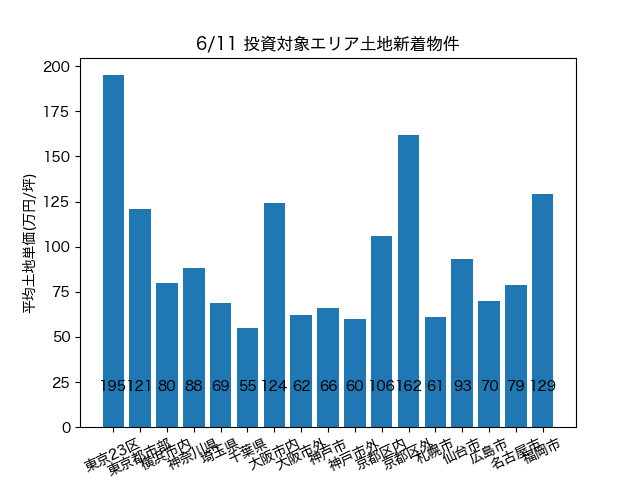 6/11 投資対象エリア土地新着物件
平均土地単価(万円/坪)
200
175
150
125
100
75
50
25
0
195 121 80 88 69 55 124 62 66 60 106 162 61 93 70 79 129
東京23区
東京都市部
横浜市内
神奈川県
埼玉県
千葉県
大阪市内
大阪市外
神戸市
神戸市外
京都区内
京都区外
札幌市
仙台市
広島市
名古屋市
福岡市